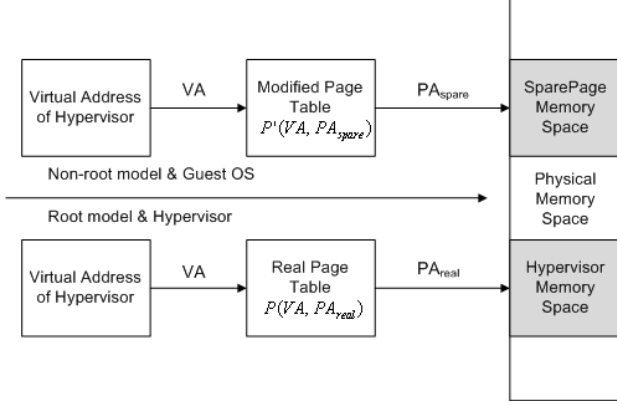 Virtual Address
of Hypervisor
VA
Modified Page
Table
P'(VA, PA_spare)
PA_spare
SparePage
Memory
Space
Non-root model & Guest OS
Physical
Memory
Space
Root model & Hypervisor
Virtual Address
of Hypervisor
VA
Real Page
Table
P(VA, PA_real)
PA_real
Hypervisor
Memory
Space